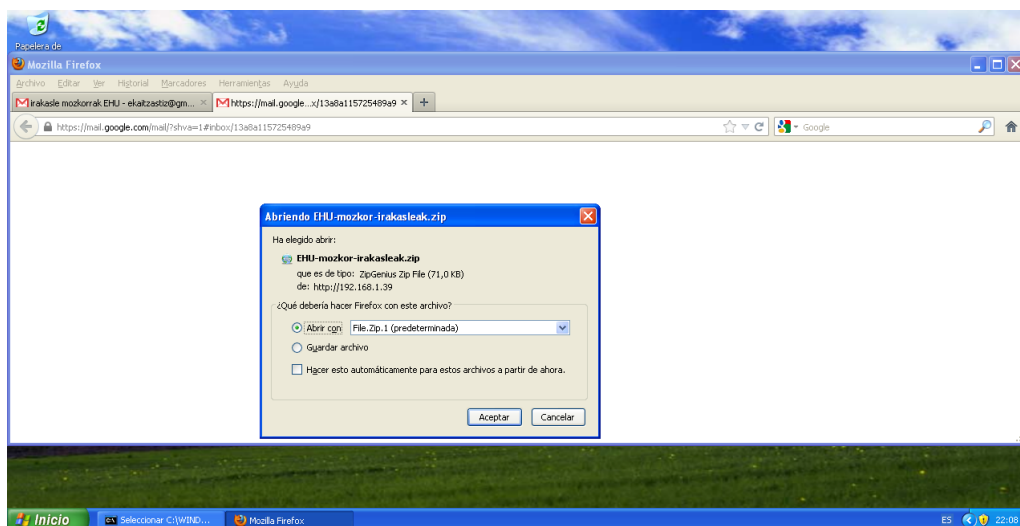 Papelera de
Mozilla Firefox
Archivo Editar Ver Historial Marcadores Herramientas Ayuda
irakasle mozkorrak EHU - ekaitzastiz@gm... × https://mail.google...x/13a8a115725489a9 × +
https://mail.google.com/mail/?shva=1#inbox/13a8a115725489a9 Google
Abriendo EHU-mozkor-irakasleak.zip
Ha elegido abrir:
EHU-mozkor-irakasleak.zip
que es de tipo: ZipGenius Zip File (71,0 KB)
de: http://192.168.1.39
¿Qué debería hacer Firefox con este archivo?
Abrir con File.Zip.1 (predeterminada)
Guardar archivo
Hacer esto automáticamente para estos archivos a partir de ahora.
Aceptar Cancelar
Inicio Seleccionar C:\WIND... Mozilla Firefox ES 22:08